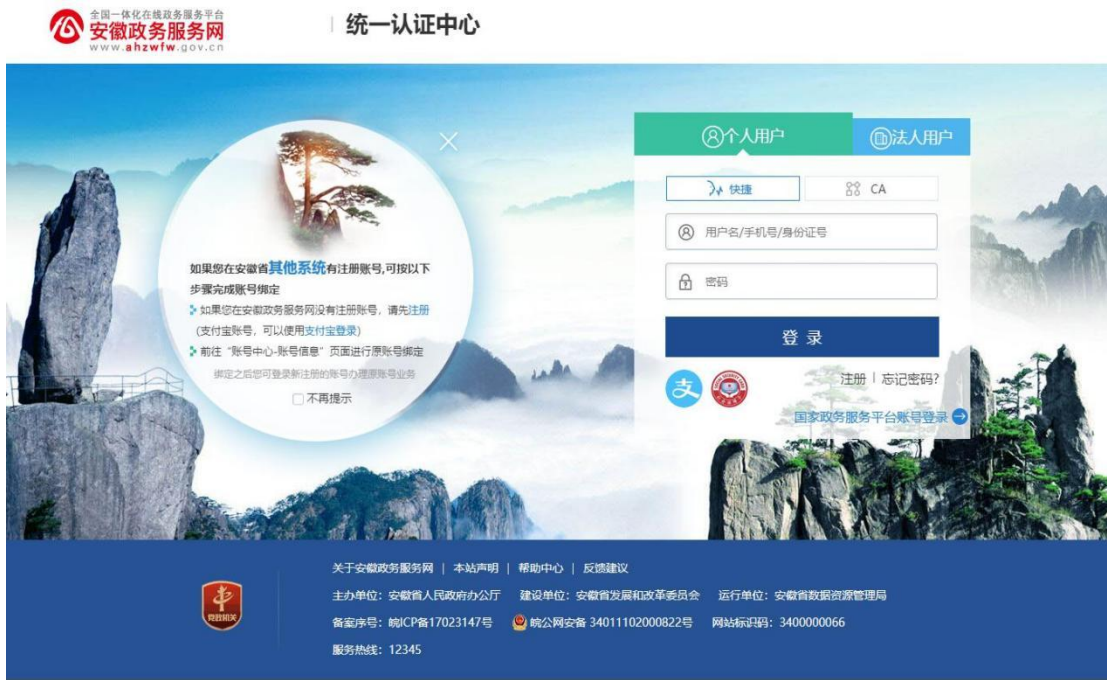 全国一体化在线政务服务平台
安徽政务服务网
www.ahzwfw.gov.cn
统一认证中心
个人用户
法人用户
快捷
CA
用户名/手机号/身份证号
密码
登 录
支
注册 | 忘记密码?
国家政务服务平台账号登录
如果您在安徽省其他系统有注册账号,可按以下
步骤完成账号绑定
如果您在安徽政务服务网没有注册账号，请先注册
(支付宝账号，可以使用支付宝登录)
前往“账号中心-账号信息”页面进行原账号绑定
绑定之后您可登录新注册的账号办理原账号业务
不再提示
党政机关
关于安徽政务服务网 | 本站声明 | 帮助中心 | 反馈建议
主办单位：安徽省人民政府办公厅 建设单位：安徽省发展和改革委员会 运行单位：安徽省数据资源管理局
备案序号：皖ICP备17023147号 皖公网安备 34011102000822号 网站标识码：3400000066
服务热线：12345